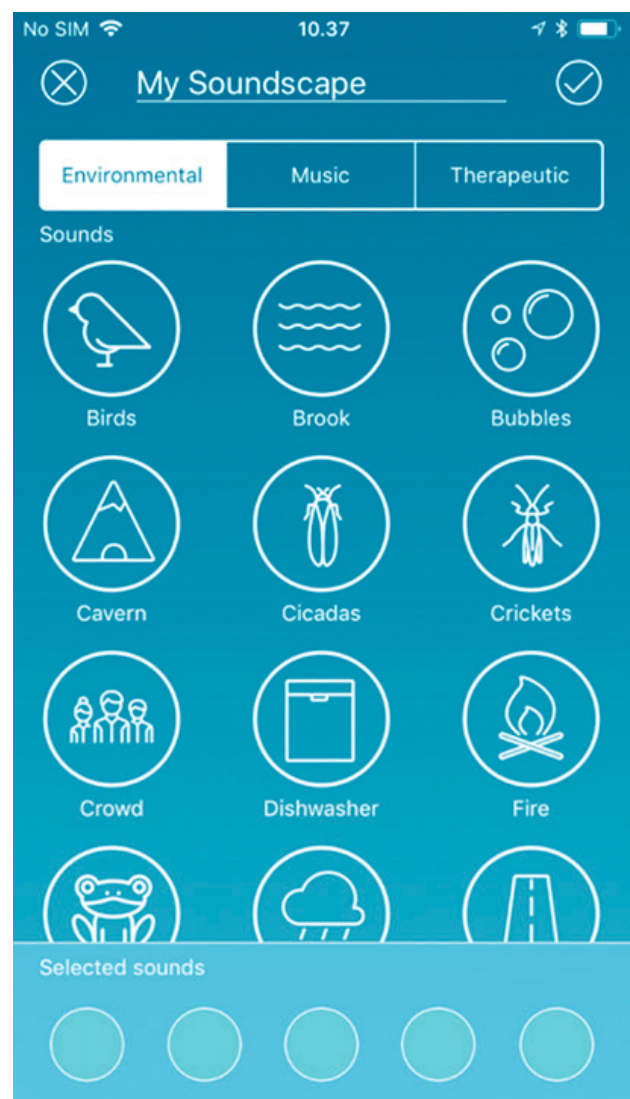 No SIM 10.37
My Soundscape
Environmental Music Therapeutic
Sounds
Birds Brook Bubbles
Cavern Cicadas Crickets
Crowd Dishwasher Fire
Selected sounds